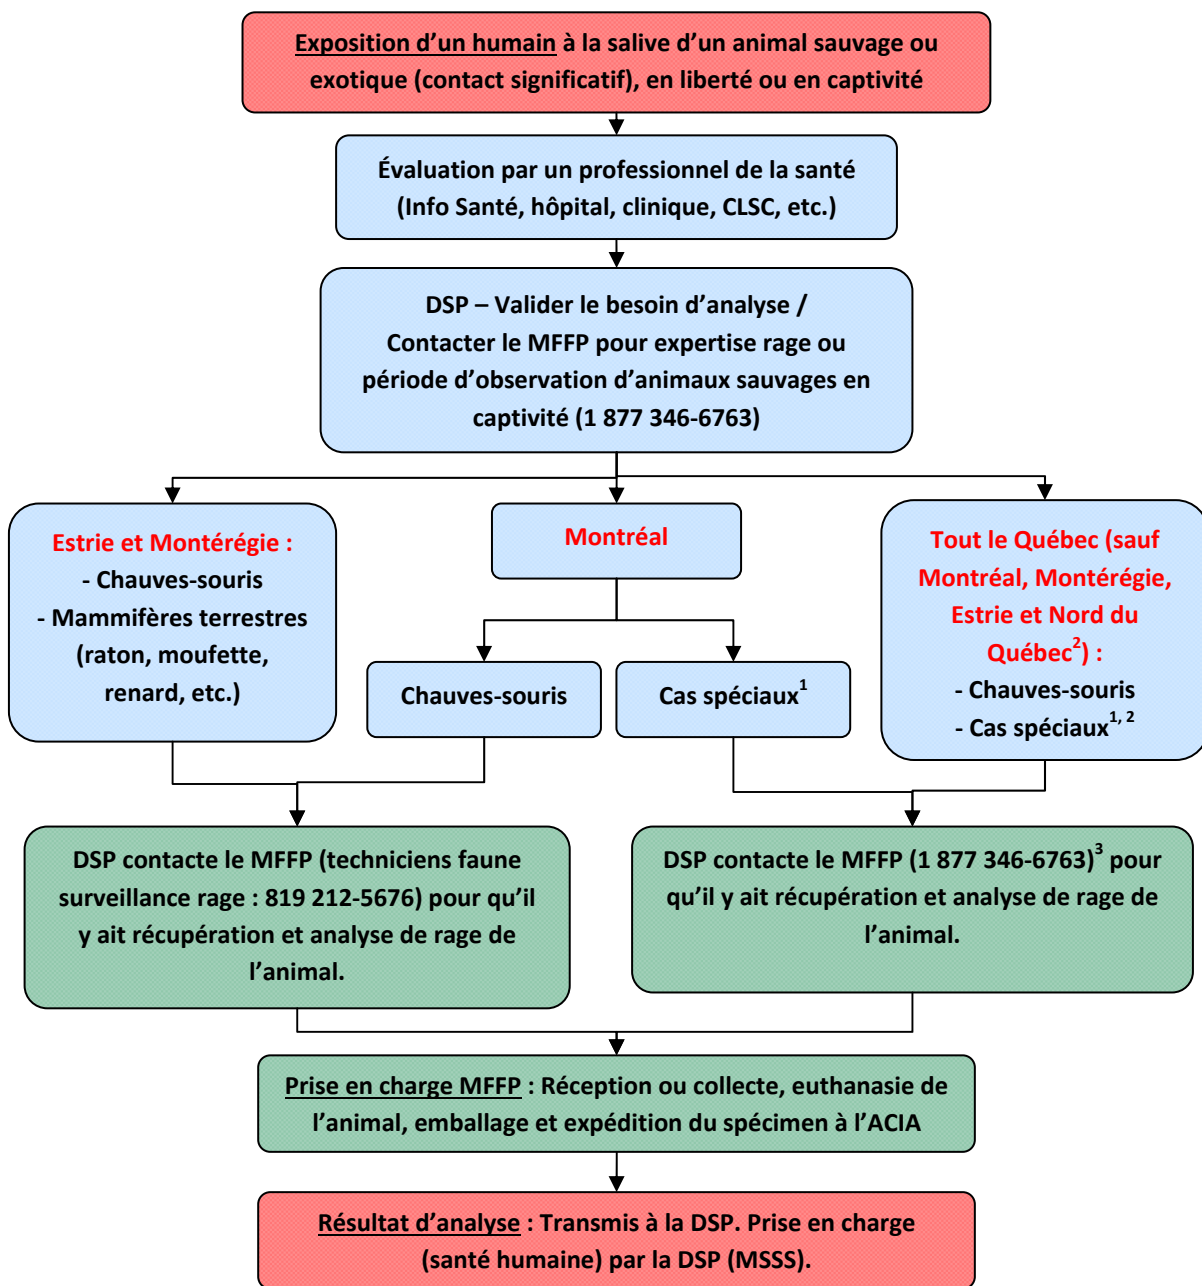 Exposition d’un humain à la salive d’un animal sauvage ou
exotique (contact significatif), en liberté ou en captivité
Évaluation par un professionnel de la santé
(Info Santé, hôpital, clinique, CLSC, etc.)
DSP – Valider le besoin d’analyse /
Contacter le MFFP pour expertise rage ou
période d’observation d’animaux sauvages en
captivité (1 877 346-6763)
Estrie et Montérégie :
- Chauves-souris
- Mammifères terrestres
(raton, moufette,
renard, etc.)
Montréal
Chauves-souris
Cas spéciaux¹
Tout le Québec (sauf
Montréal, Montérégie,
Estrie et Nord du
Québec²) :
- Chauves-souris
- Cas spéciaux¹, ²
DSP contacte le MFFP (techniciens faune
surveillance rage : 819 212-5676) pour qu’il
y ait récupération et analyse de rage de
l’animal.
DSP contacte le MFFP (1 877 346-6763)³ pour
qu’il y ait récupération et analyse de rage de
l’animal.
Prise en charge MFFP : Réception ou collecte, euthanasie de
l’animal, emballage et expédition du spécimen à l’ACIA
Résultat d’analyse : Transmis à la DSP. Prise en charge
(santé humaine) par la DSP (MSSS).